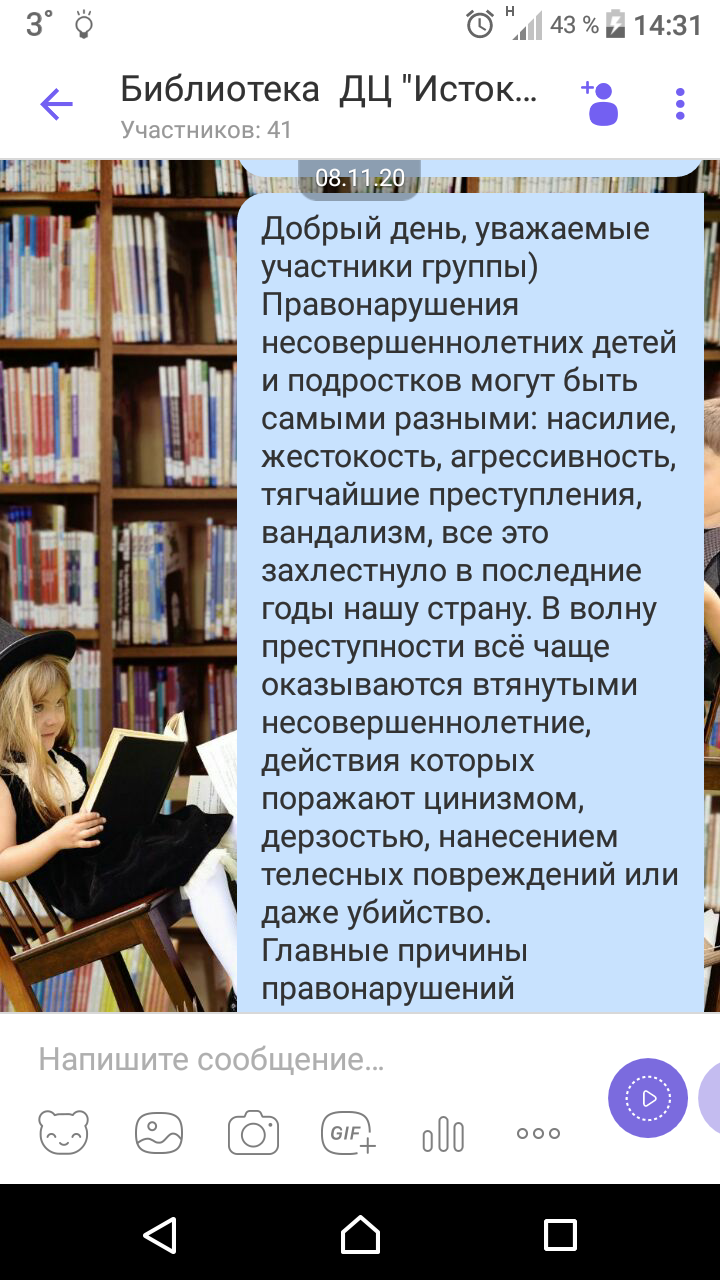 3°
H
43 %
14:31
Библиотека ДЦ "Исток...
Участников: 41
08.11.20
Добрый день, уважаемые
участники группы)
Правонарушения
несовершеннолетних детей
и подростков могут быть
самыми разными: насилие,
жестокость, агрессивность,
тягчайшие преступления,
вандализм, все это
захлестнуло в последние
годы нашу страну. В волну
преступности всё чаще
оказываются втянутыми
несовершеннолетние,
действия которых
поражают цинизмом,
дерзостью, нанесением
телесных повреждений или
даже убийство.
Главные причины
правонарушений
Напишите сообщение...
GIF